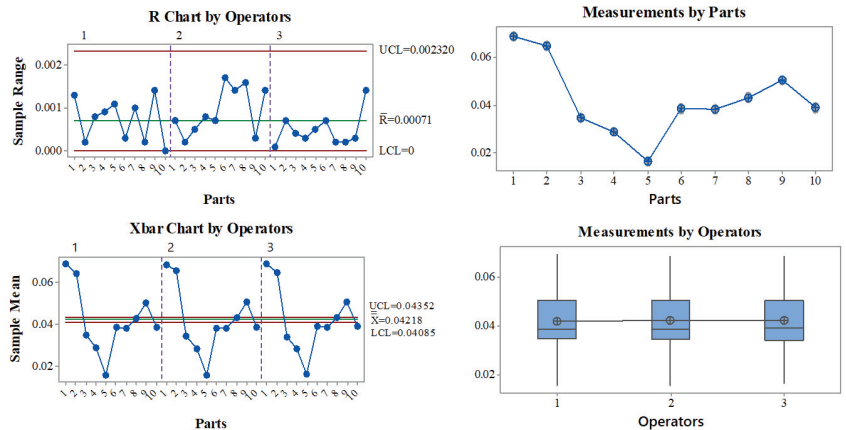 R Chart by Operators
1 2 3
Sample Range
0.002
0.001
0.000
UCL=0.002320
R=0.00071
LCL=0
1 2 3 4 5 6 7 8 9 10 1 2 3 4 5 6 7 8 9 10 1 2 3 4 5 6 7 8 9 10
Parts
Measurements by Parts
0.06
0.04
0.02
1 2 3 4 5 6 7 8 9 10
Parts
Xbar Chart by Operators
1 2 3
Sample Mean
0.06
0.04
0.02
UCL=0.04352
X=0.04218
LCL=0.04085
1 2 3 4 5 6 7 8 9 10 1 2 3 4 5 6 7 8 9 10 1 2 3 4 5 6 7 8 9 10
Parts
Measurements by Operators
0.06
0.04
0.02
1 2 3
Operators